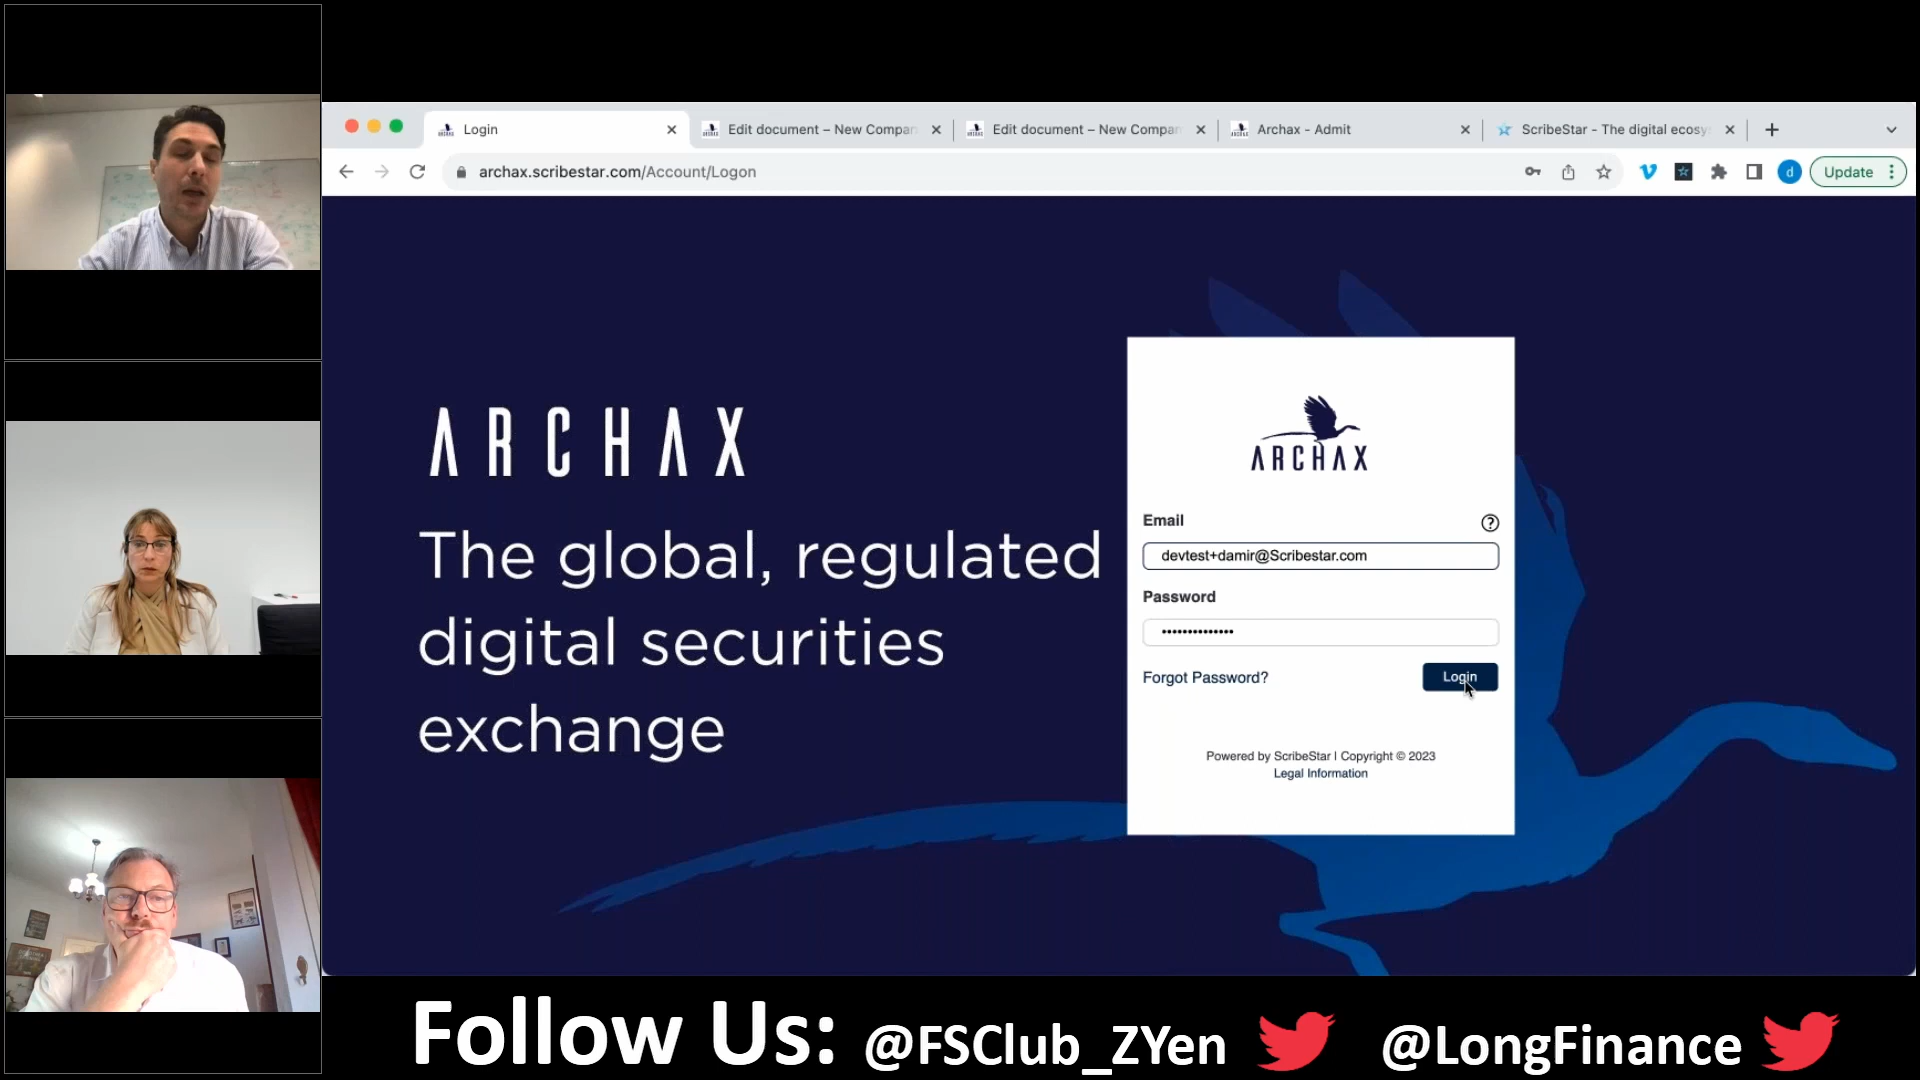 Login
Edit document – New Compan
Edit document – New Compan
Archax - Admit
ScribeStar - The digital ecosy
archax.scribestar.com/Account/Logon
d
Update
ARCHAX
The global, regulated
digital securities
exchange
ARCHAX
Email
devtest+damir@Scribestar.com
Password
Forgot Password?
Login
Powered by ScribeStar | Copyright © 2023
Legal Information
Follow Us: @FSClub_ZYen @LongFinance